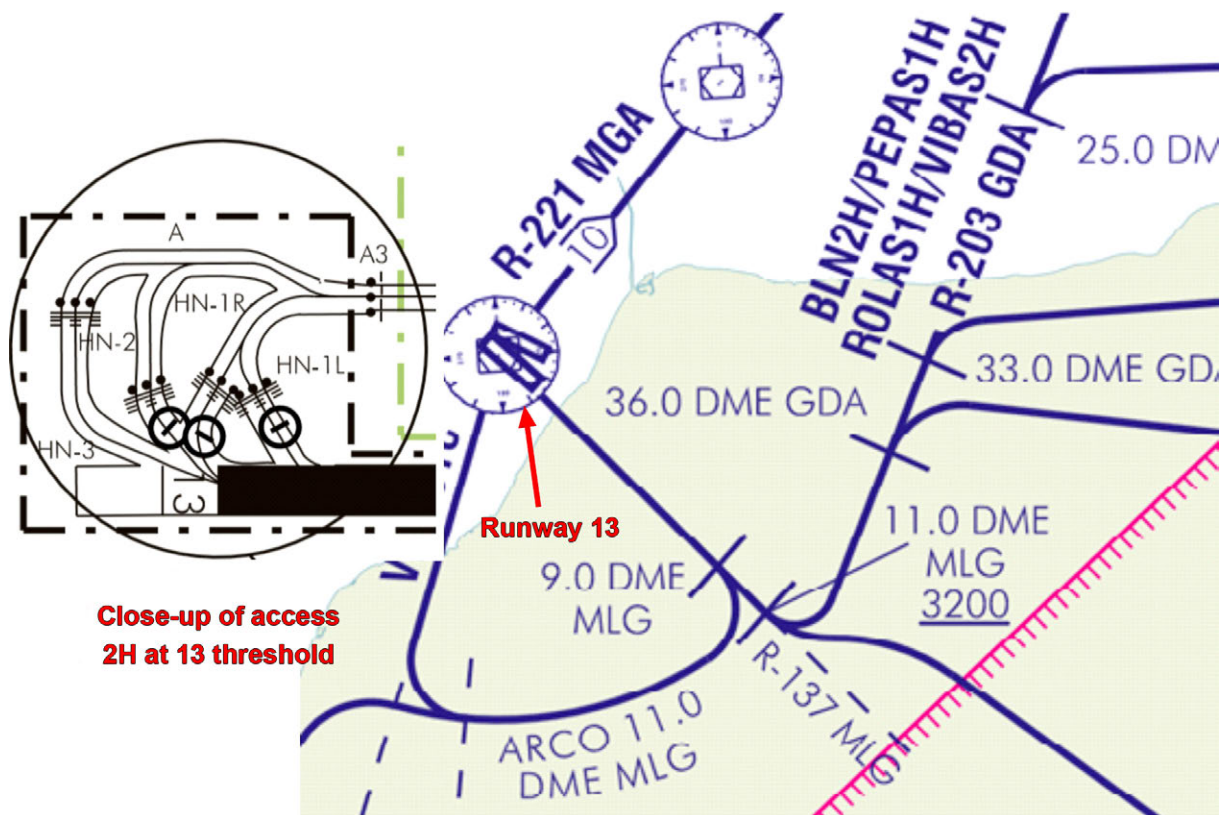 A
A3
HN-1R
HN-2
HN-1L
HN-3
13
Close-up of access
2H at 13 threshold
R-221 MGA
10
BLN2H/PEPAS1H
ROLAS1H/VIBAS2H
R-203 GDA
25.0 DM
33.0 DME GDA
36.0 DME GDA
Runway 13
9.0 DME
MLG
11.0 DME
MLG
3200
R-137 MLG
ARCO 11.0
DME MLG